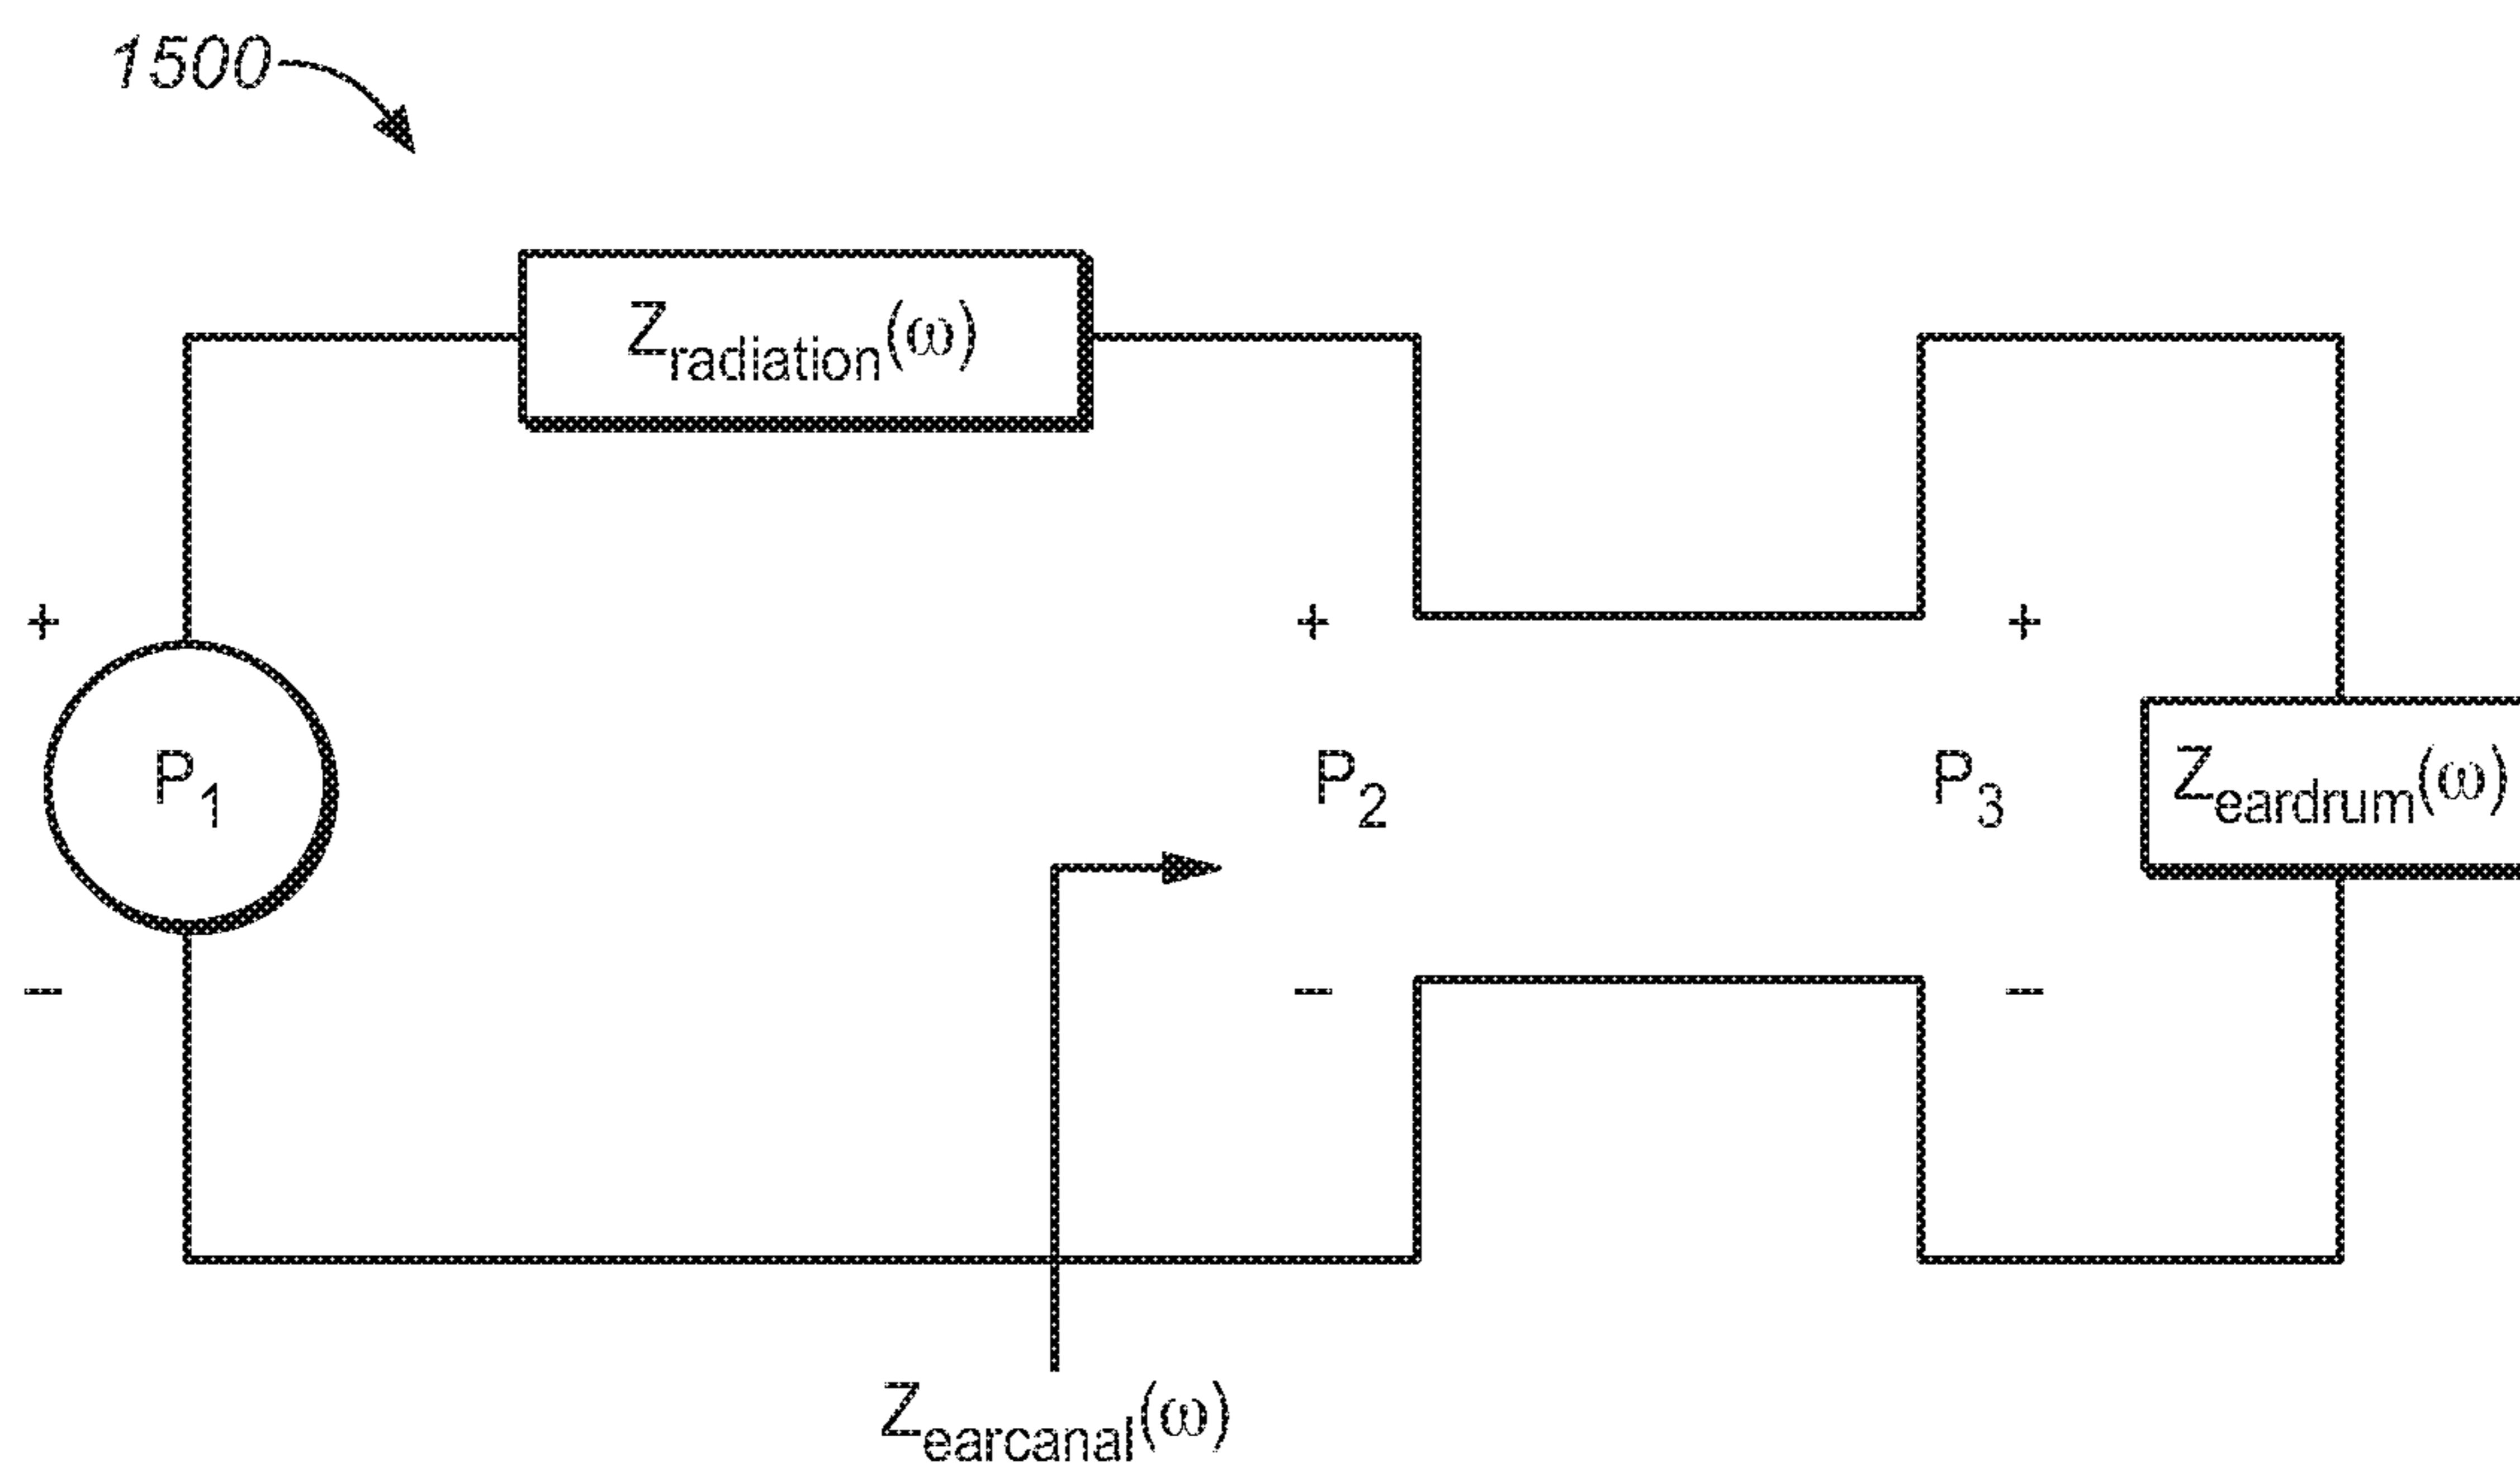 1500
Zradiation(ω)
+ + +
P1 P2 P3 Zeardrum(ω)
− − −
Zearcanal(ω)